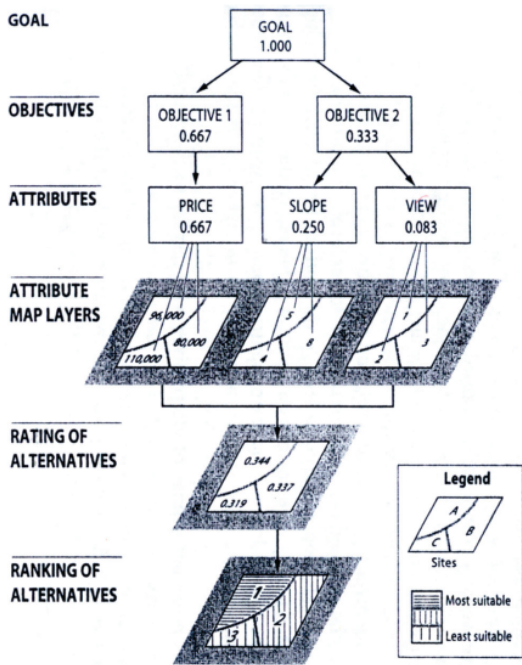 GOAL
GOAL
1.000
OBJECTIVES
OBJECTIVE 1
0.667
OBJECTIVE 2
0.333
ATTRIBUTES
PRICE
0.667
SLOPE
0.250
VIEW
0.083
ATTRIBUTE
MAP LAYERS
96,000
80,000
110,000
5
8
4
1
3
2
RATING OF
ALTERNATIVES
0.344
0.337
0.319
Legend
A
B
C
Sites
Most suitable
Least suitable
RANKING OF
ALTERNATIVES
1
2
3